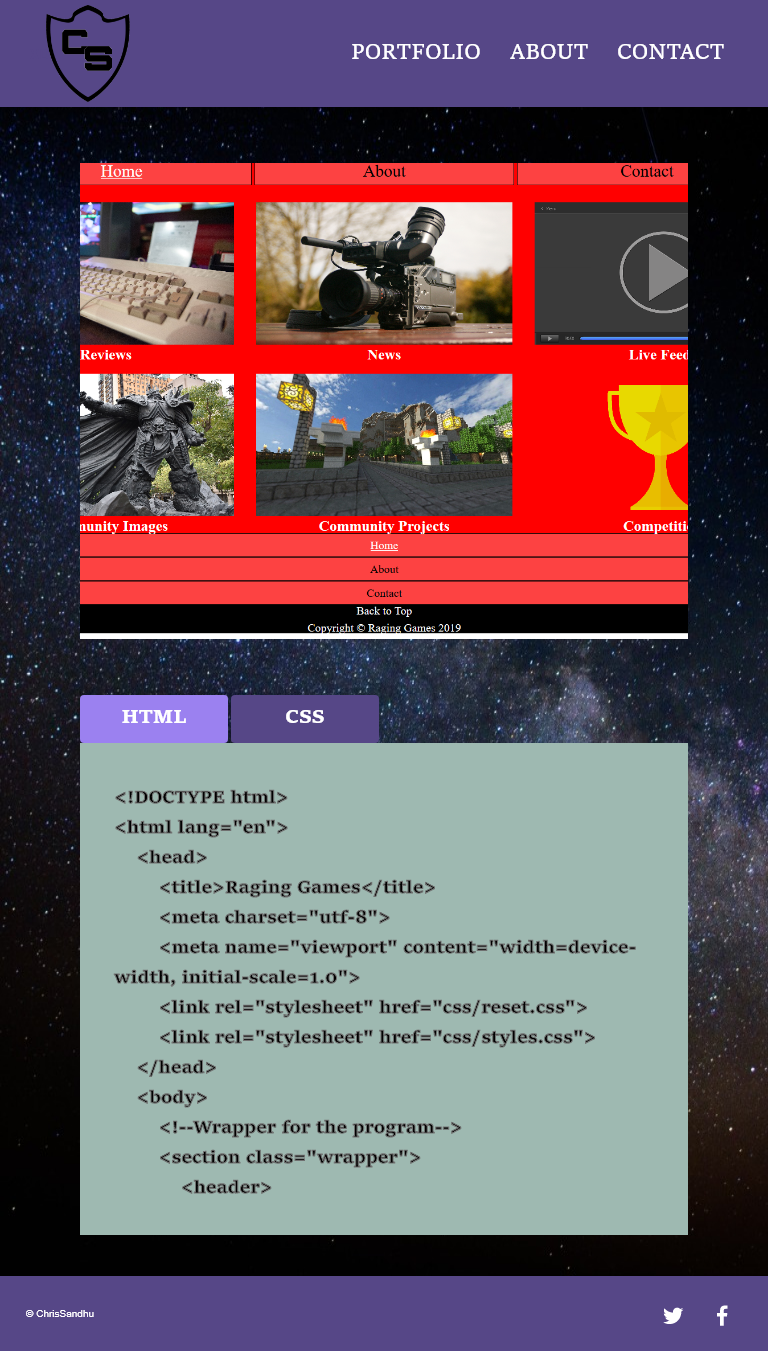 CS
PORTFOLIO ABOUT CONTACT
Home About Contact
Reviews News Live Feed
Community Projects
Home
About
Contact
Back to Top
Copyright © Raging Games 2019
HTML CSS
<!DOCTYPE html>
<html lang="en">
<head>
<title>Raging Games</title>
<meta charset="utf-8">
<meta name="viewport" content="width=device-
width, initial-scale=1.0">
<link rel="stylesheet" href="css/reset.css">
<link rel="stylesheet" href="css/styles.css">
</head>
<body>
<!--Wrapper for the program-->
<section class="wrapper">
<header>
© ChrisSandhu